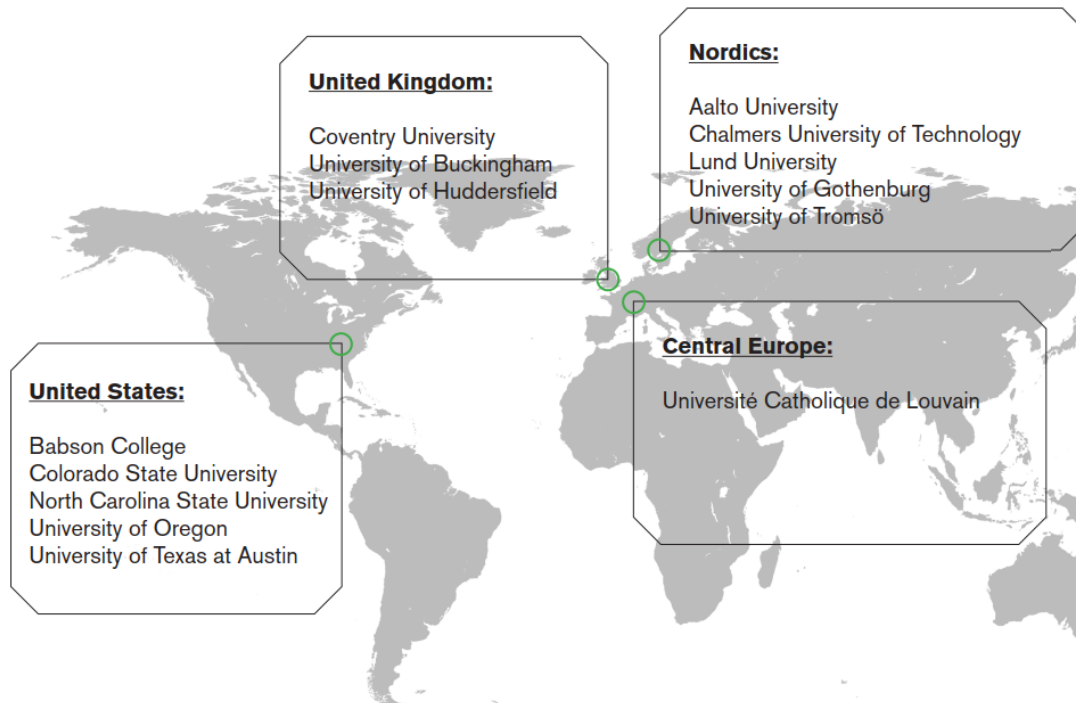 United Kingdom:
Coventry University
University of Buckingham
University of Huddersfield
Nordics:
Aalto University
Chalmers University of Technology
Lund University
University of Gothenburg
University of Tromsö
United States:
Babson College
Colorado State University
North Carolina State University
University of Oregon
University of Texas at Austin
Central Europe:
Université Catholique de Louvain